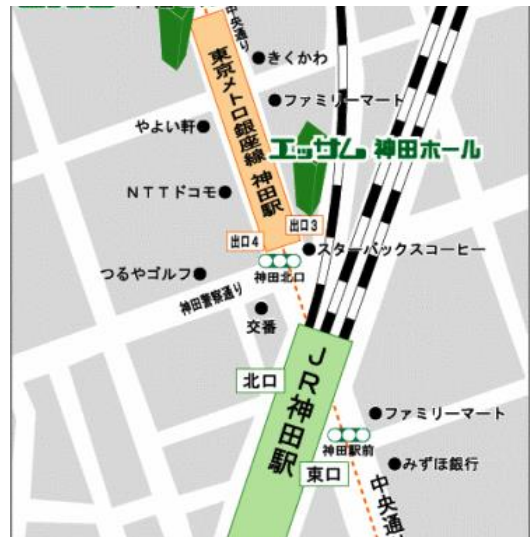 中央通り
きくかわ
東京メトロ銀座線 神田駅
ファミリーマート
やよい軒
エッサム 神田ホール
NTTドコモ
出口3
出口4
スターバックスコーヒー
神田北口
つるやゴルフ
神田警察通り
交番
JR神田駅
北口
ファミリーマート
神田駅前
みずほ銀行
東口
中央通